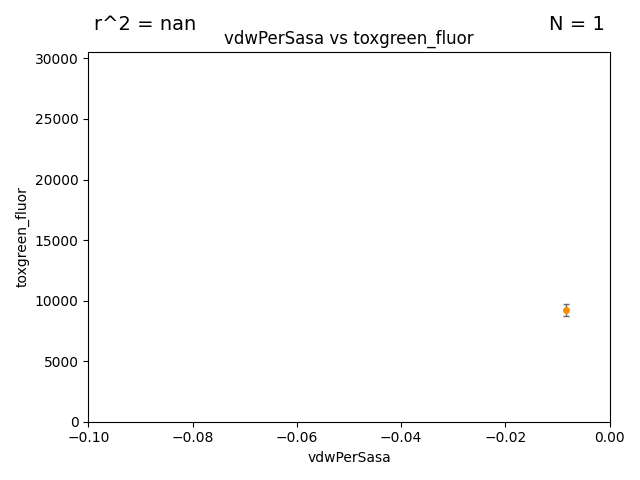 r^2 = nan
N = 1
vdwPerSasa vs toxgreen_fluor
30000
25000
20000
15000
10000
5000
0
toxgreen_fluor
−0.10 −0.08 −0.06 −0.04 −0.02 0.00
vdwPerSasa